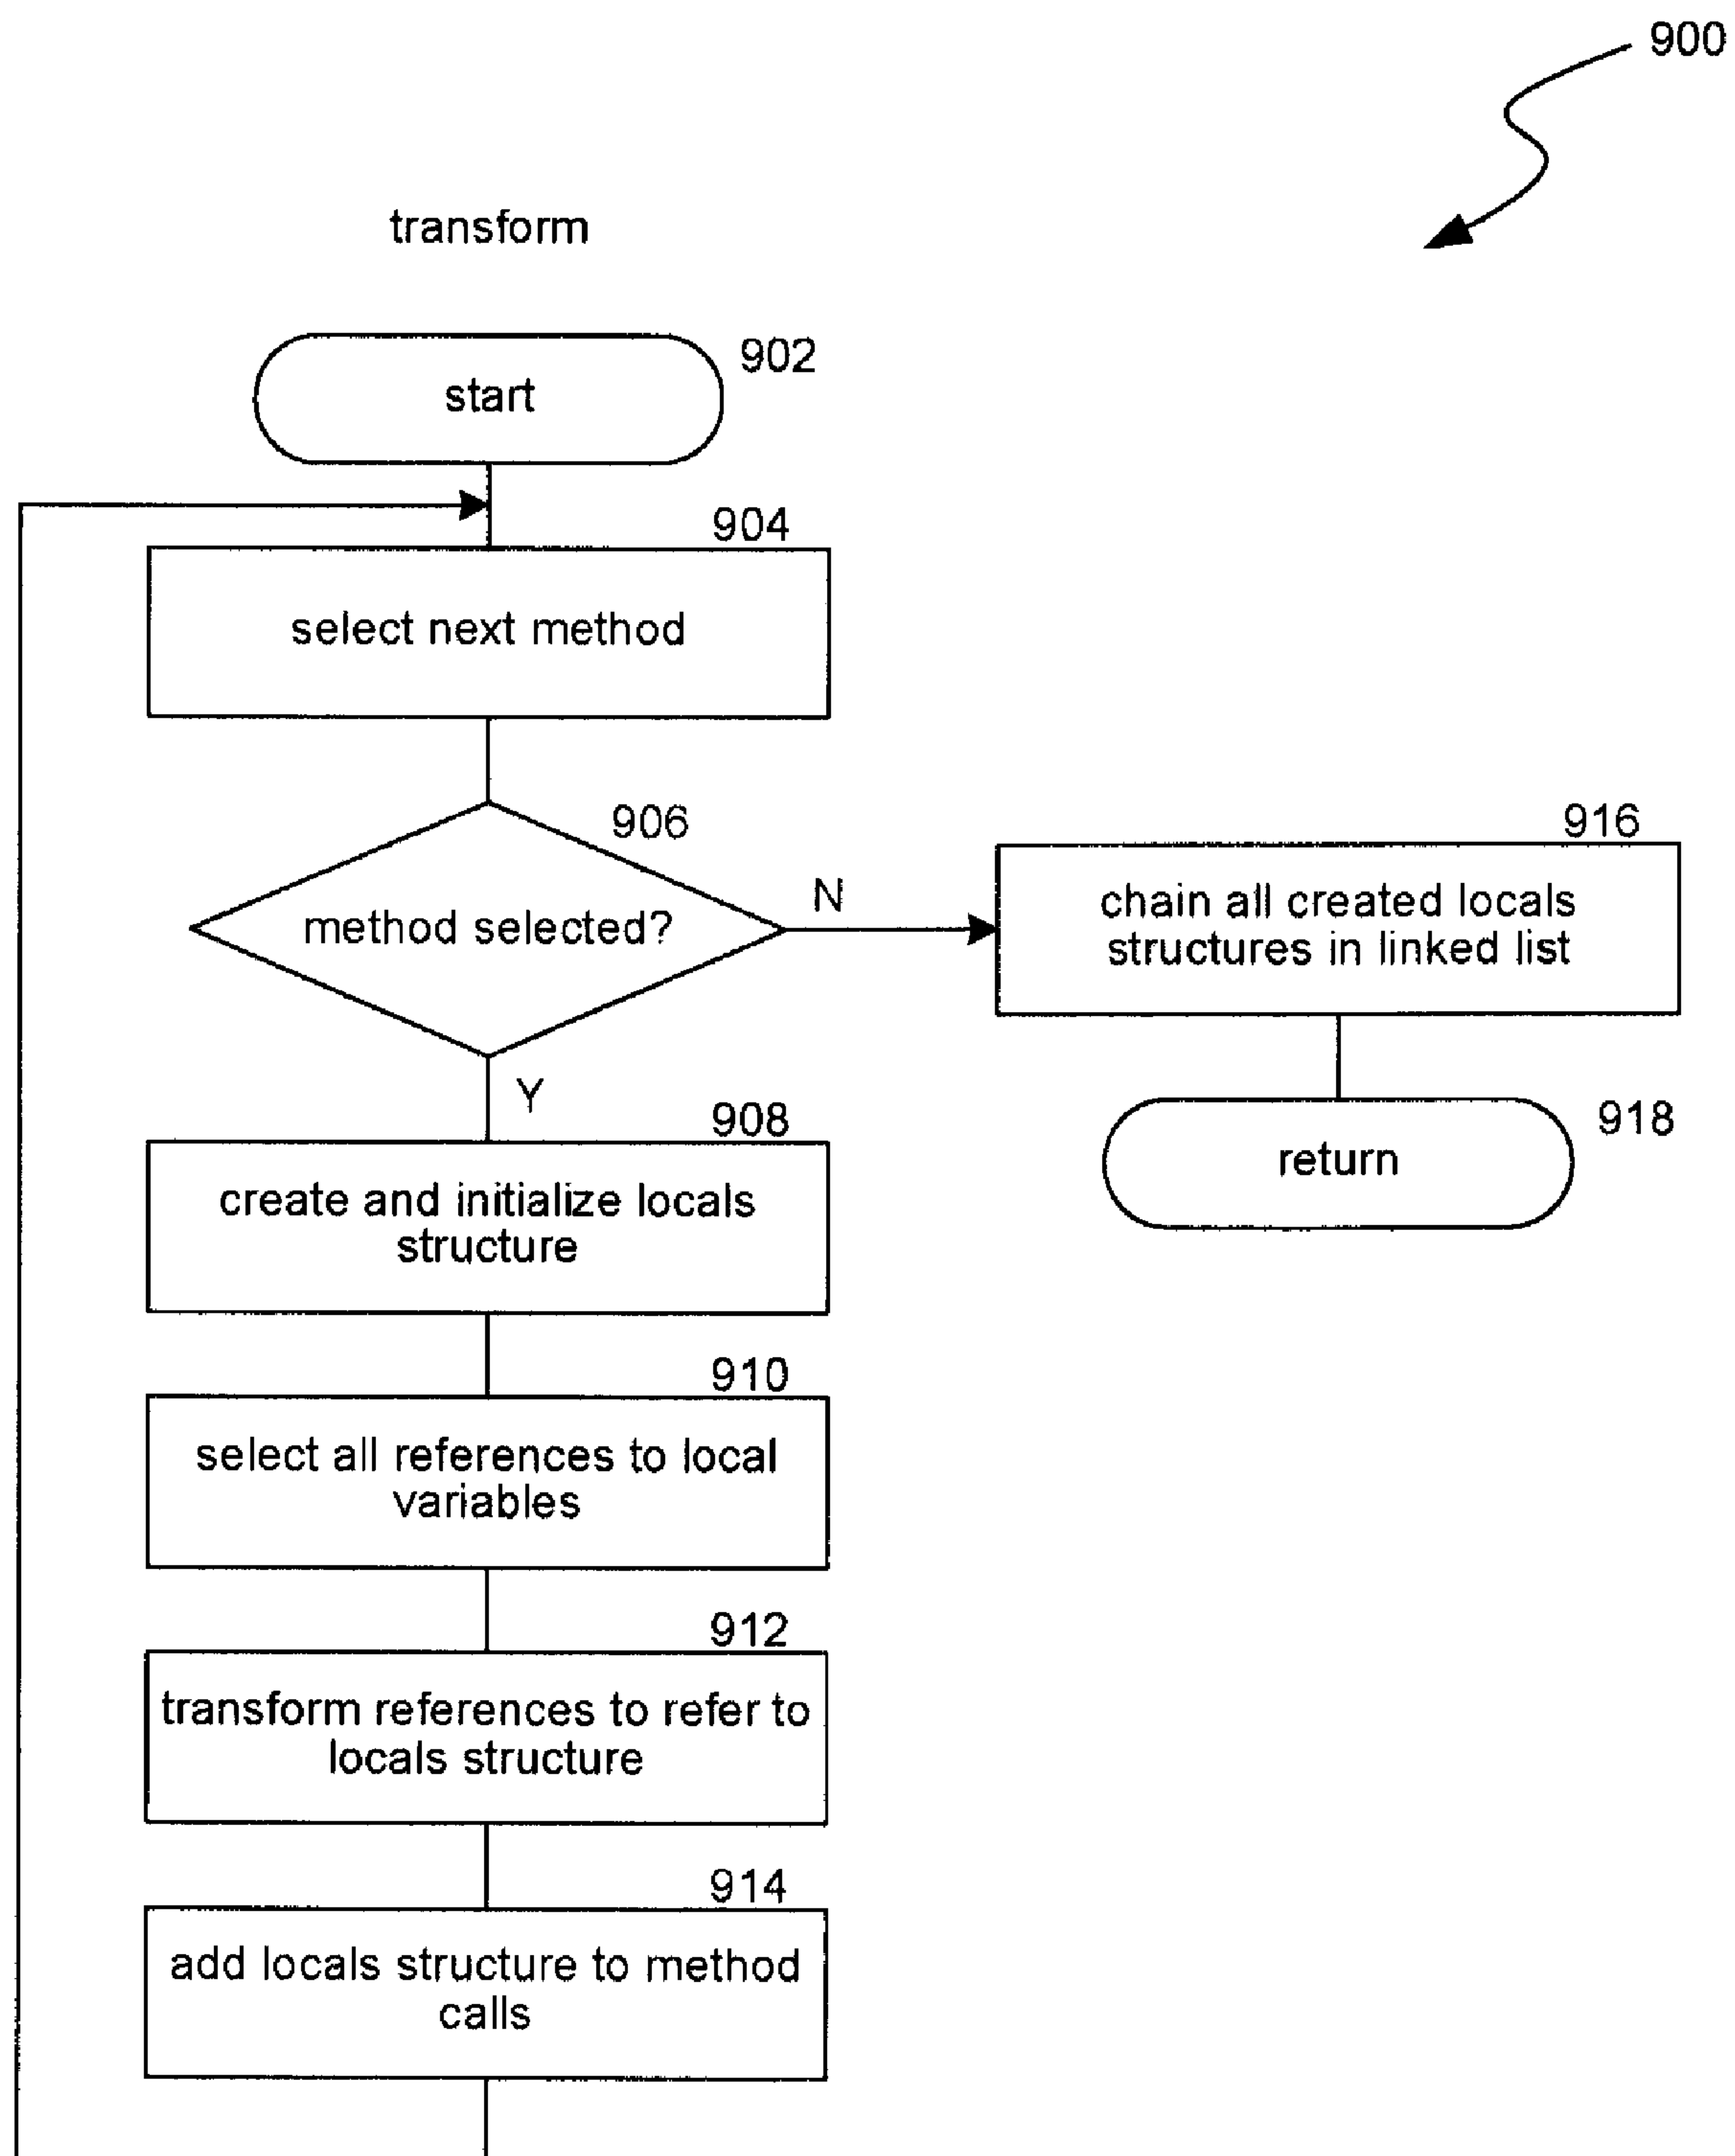 900
transform
902
start
904
select next method
906
method selected?
N
916
chain all created locals
structures in linked list
Y
918
return
908
create and initialize locals
structure
910
select all references to local
variables
912
transform references to refer to
locals structure
914
add locals structure to method
calls